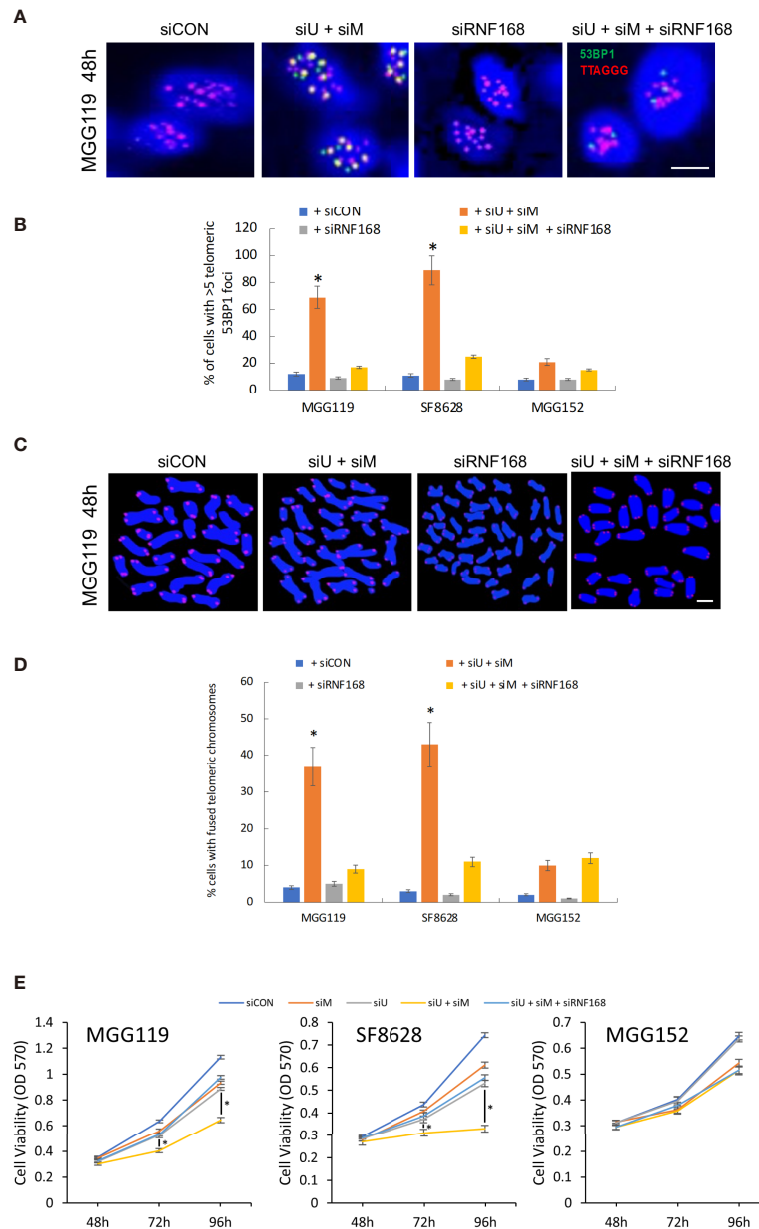 A
siCON
siU + siM
siRNF168
siU + siM + siRNF168
MGG119 48h
53BP1
TTAGGG
B
+ siCON
+ siU + siM
+ siRNF168
+ siU + siM + siRNF168
% of cells with >5 telomeric
53BP1 foci
120
100
80
60
40
20
0
*
*
MGG119
SF8628
MGG152
C
siCON
siU + siM
siRNF168
siU + siM + siRNF168
MGG119 48h
D
+ siCON
+ siU + siM
+ siRNF168
+ siU + siM + siRNF168
% cells with fused telomeric chromosomes
60
50
40
30
20
10
0
*
*
MGG119
SF8628
MGG152
E
siCON
siM
siU
siU + siM
siU + siM + siRNF168
MGG119
Cell Viability (OD 570)
1.4
1.2
1
0.8
0.6
0.4
0.2
0
*
*
48h
72h
96h
SF8628
Cell Viability (OD 570)
0.8
0.7
0.6
0.5
0.4
0.3
0.2
0.1
0
*
*
48h
72h
96h
MGG152
Cell Viability (OD 570)
0.7
0.6
0.5
0.4
0.3
0.2
0.1
0
48h
72h
96h